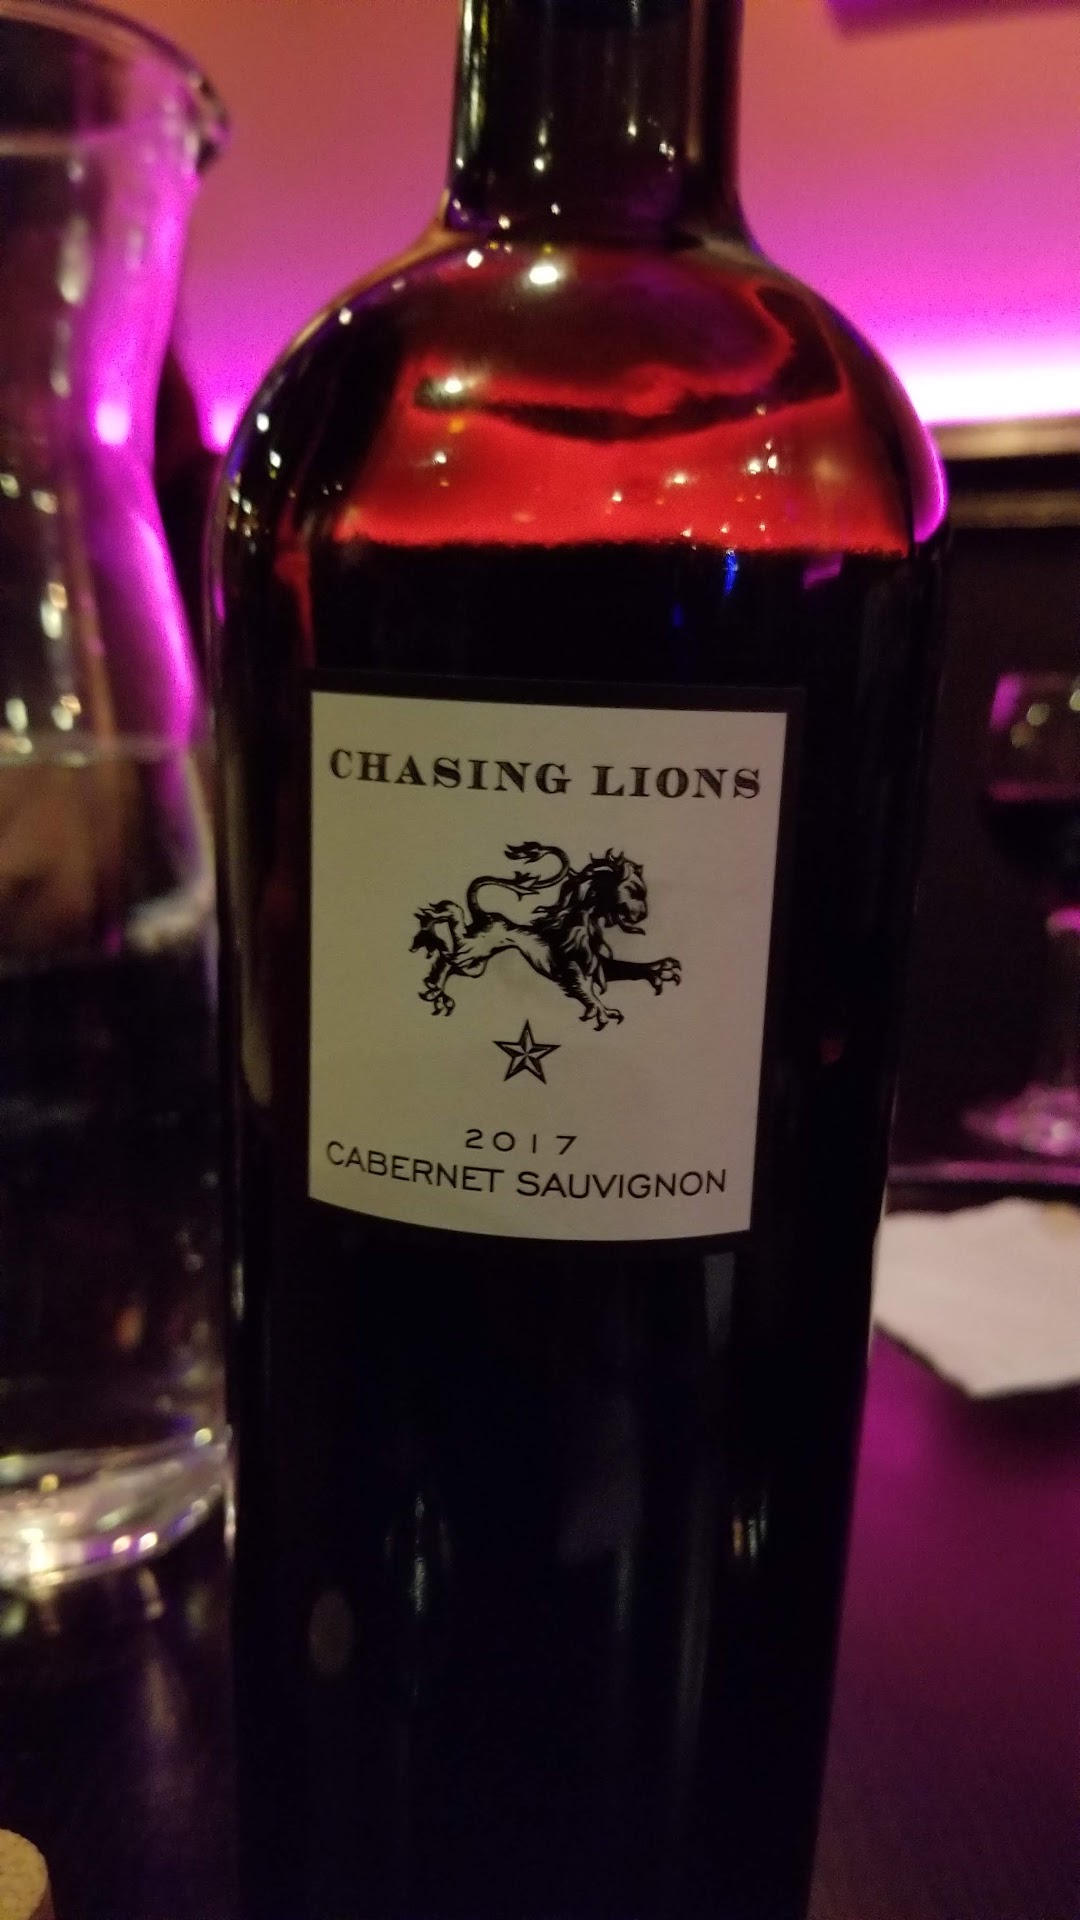 CHASING LIONS
2017
CABERNET SAUVIGNON